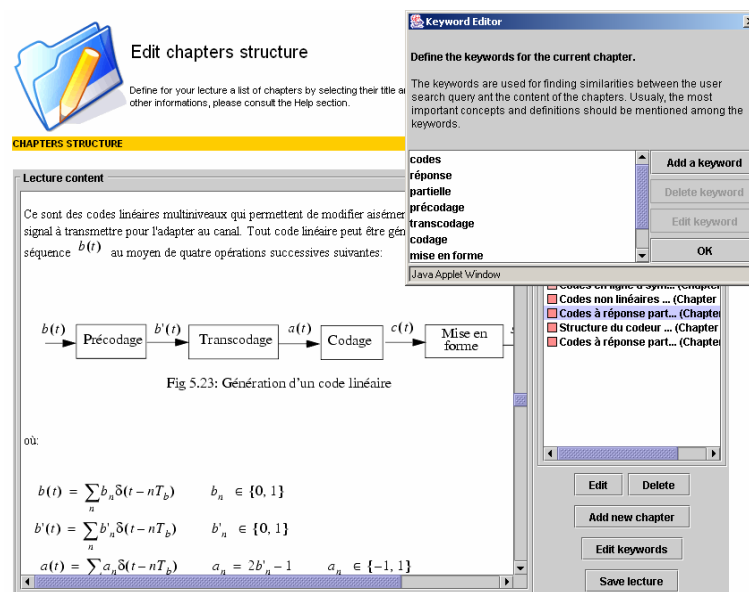 Edit chapters structure
Define for your lecture a list of chapters by selecting their title a
other informations, please consult the Help section.
CHAPTERS STRUCTURE
Keyword Editor
Define the keywords for the current chapter.
The keywords are used for finding similarities between the user
search query ant the content of the chapters. Usualy, the most
important concepts and definitions should be mentioned among the
keywords.
codes
réponse
partielle
précodage
transcodage
codage
mise en forme
Add a keyword
Delete keyword
Edit keyword
OK
Java Applet Window
Lecture content
Ce sont des codes linéaires multiniveaux qui permettent de modifier aisémer
signal à transmettre pour l'adapter au canal. Tout code linéaire peut être gén
séquence b(t) au moyen de quatre opérations successives suivantes:
b(t) Précodage b'(t) Transcodage a(t) Codage c(t) Mise en forme
Fig 5.23: Génération d'un code linéaire
où:
b(t) = ∑ b_n δ(t − nT_b) b_n ∈ {0, 1}
n
b'(t) = ∑ b'_n δ(t − nT_b) b'_n ∈ {0, 1}
n
a(t) = ∑ a_n δ(t − nT_b) a_n = 2b'_n − 1 a_n ∈ {-1, 1}
Codes en ligne à sym... (Chapter
Codes non linéaires ... (Chapter
Codes à réponse part... (Chapter
Structure du codeur ... (Chapter
Codes à réponse part... (Chapter
Edit
Delete
Add new chapter
Edit keywords
Save lecture